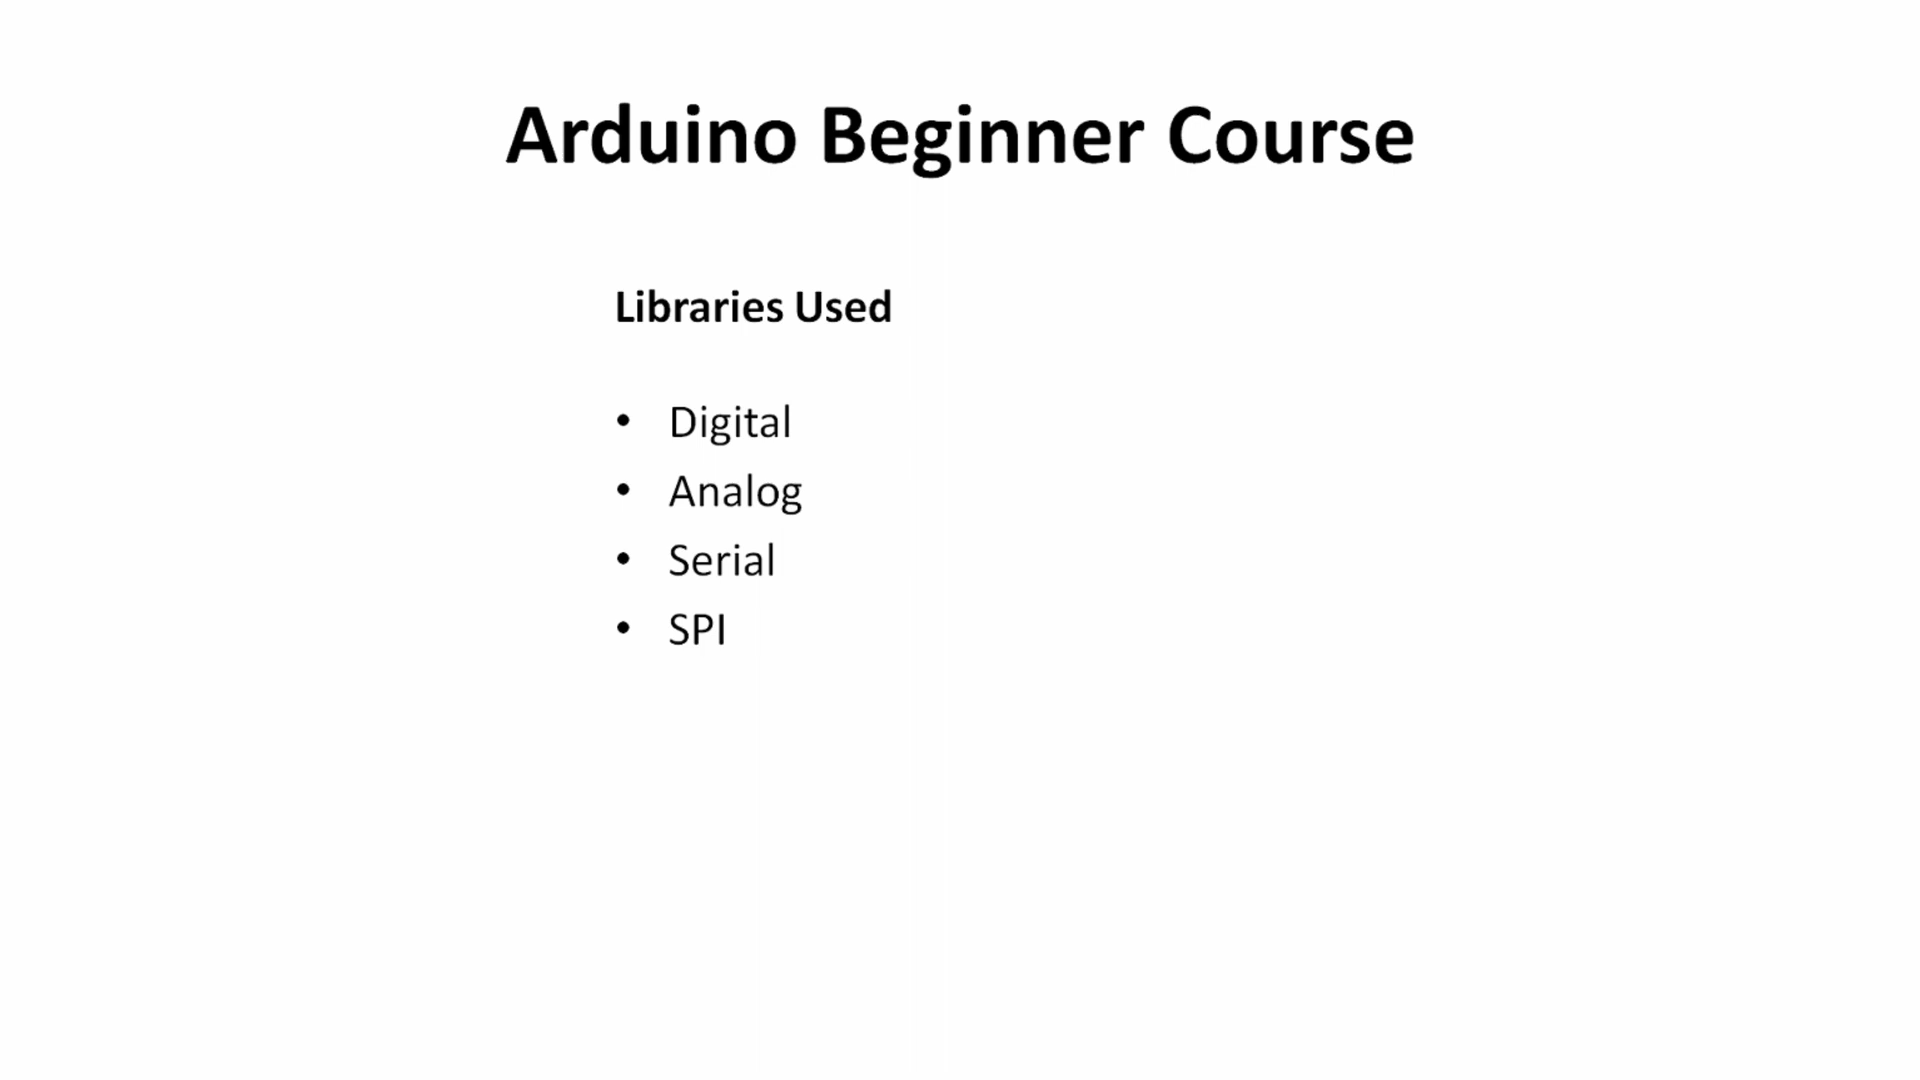 Arduino Beginner Course
Libraries Used
• Digital
• Analog
• Serial
• SPI